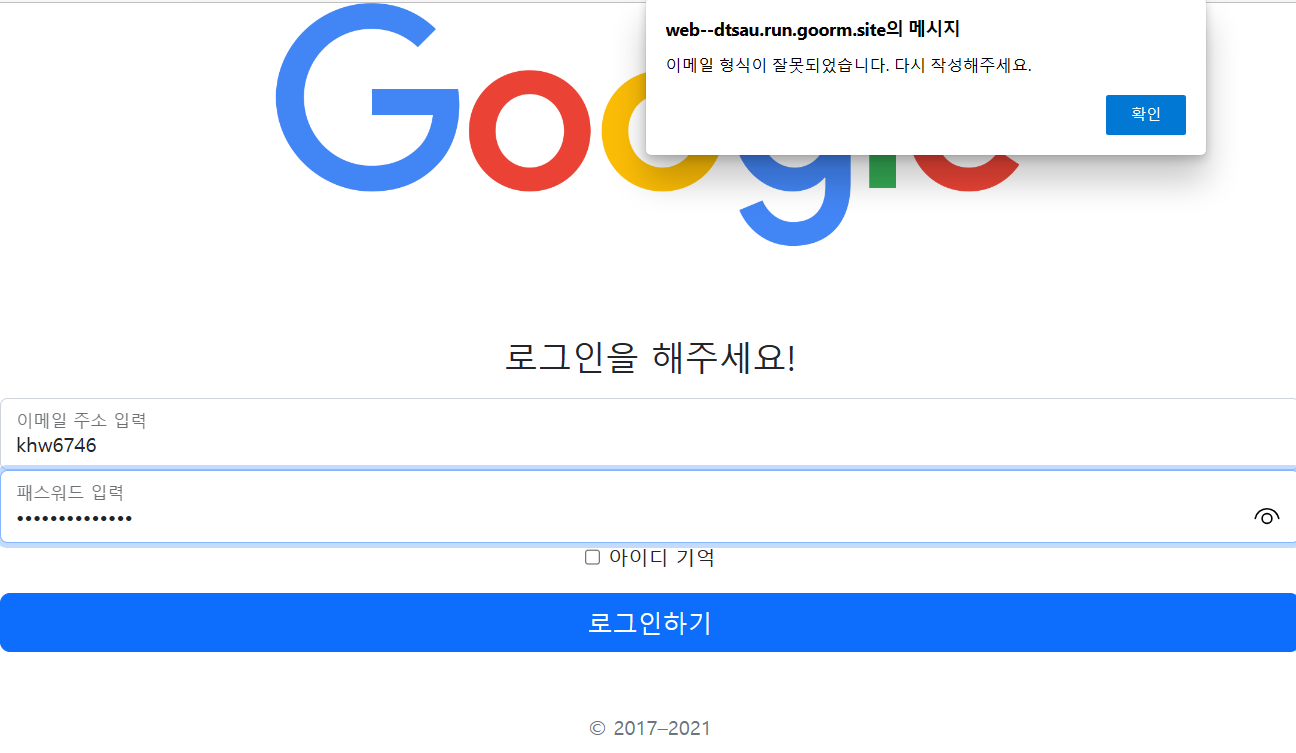 web--dtsau.run.goorm.site의 메시지
이메일 형식이 잘못되었습니다. 다시 작성해주세요.
확인
Google
로그인을 해주세요!
이메일 주소 입력
khw6746
패스워드 입력
••••••••••••••
아이디 기억
로그인하기
© 2017–2021